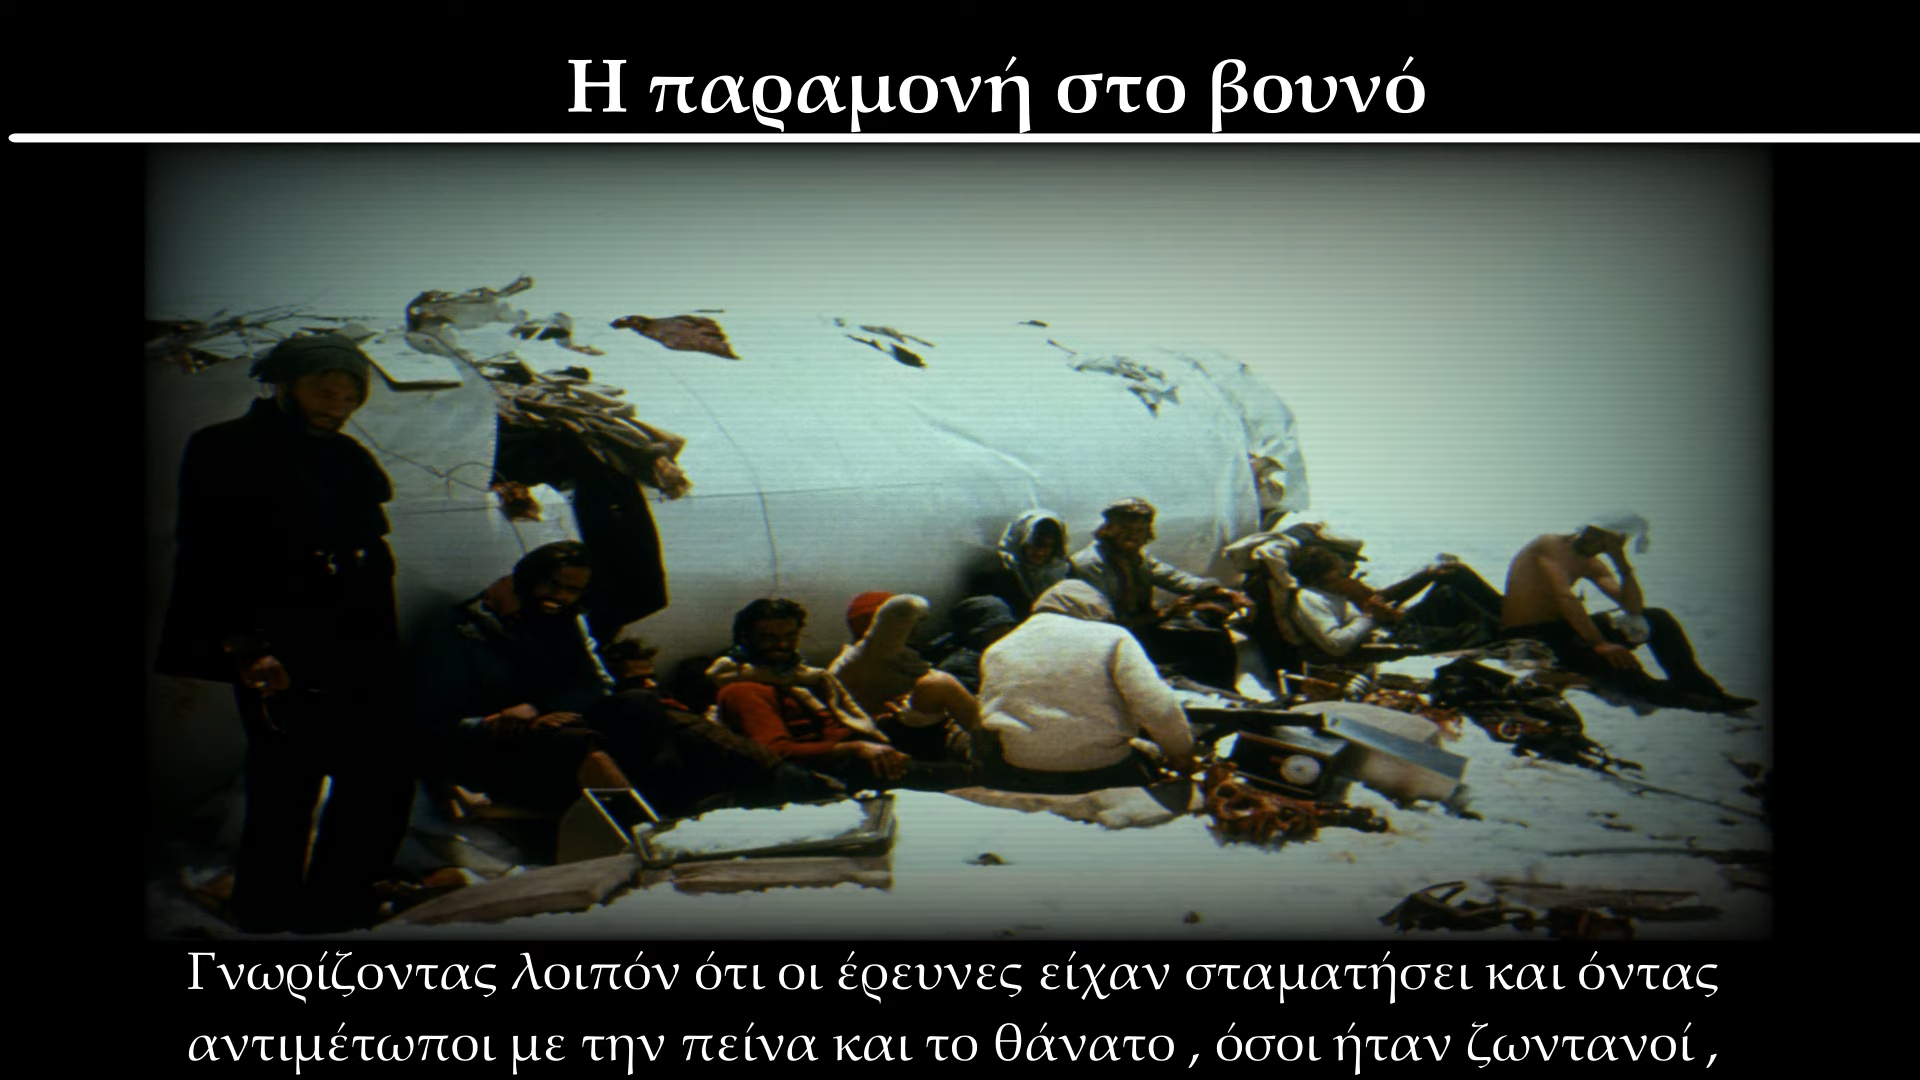 Η παραμονή στο βουνό
Γνωρίζοντας λοιπόν ότι οι έρευνες είχαν σταματήσει και όντας
αντιμέτωποι με την πείνα και το θάνατο , όσοι ήταν ζωντανοί ,